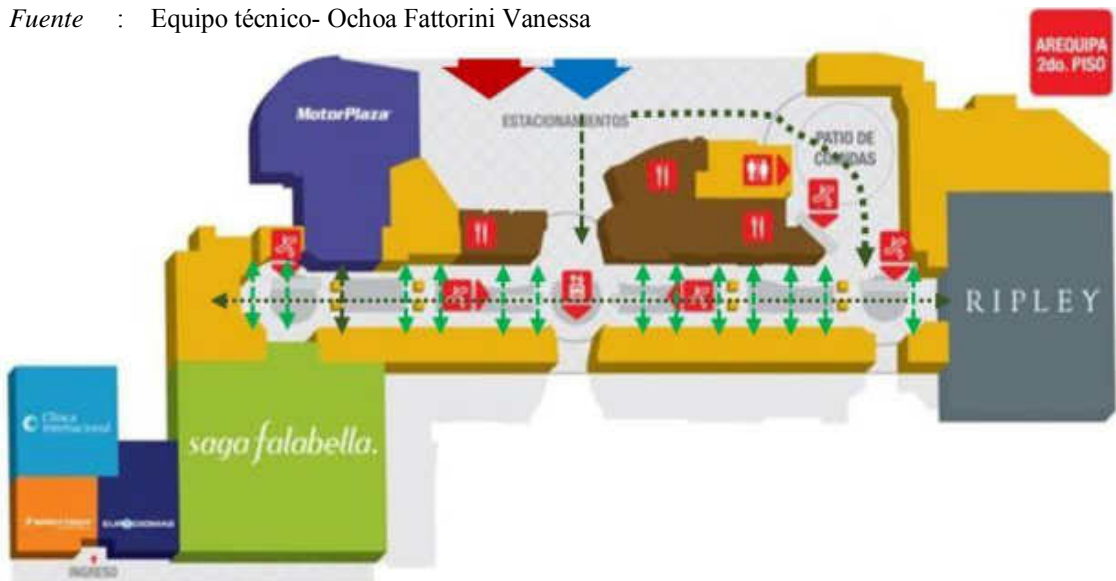 Fuente : Equipo técnico- Ochoa Fattorini Vanessa
AREQUIPA
2do. PISO
MotorPlaza
ESTACIONAMIENTOS
PATIO DE
COMIDAS
RIPLEY
Clínica
Internacional
saga falabella.
EUROIDIOMAS
INGRESO